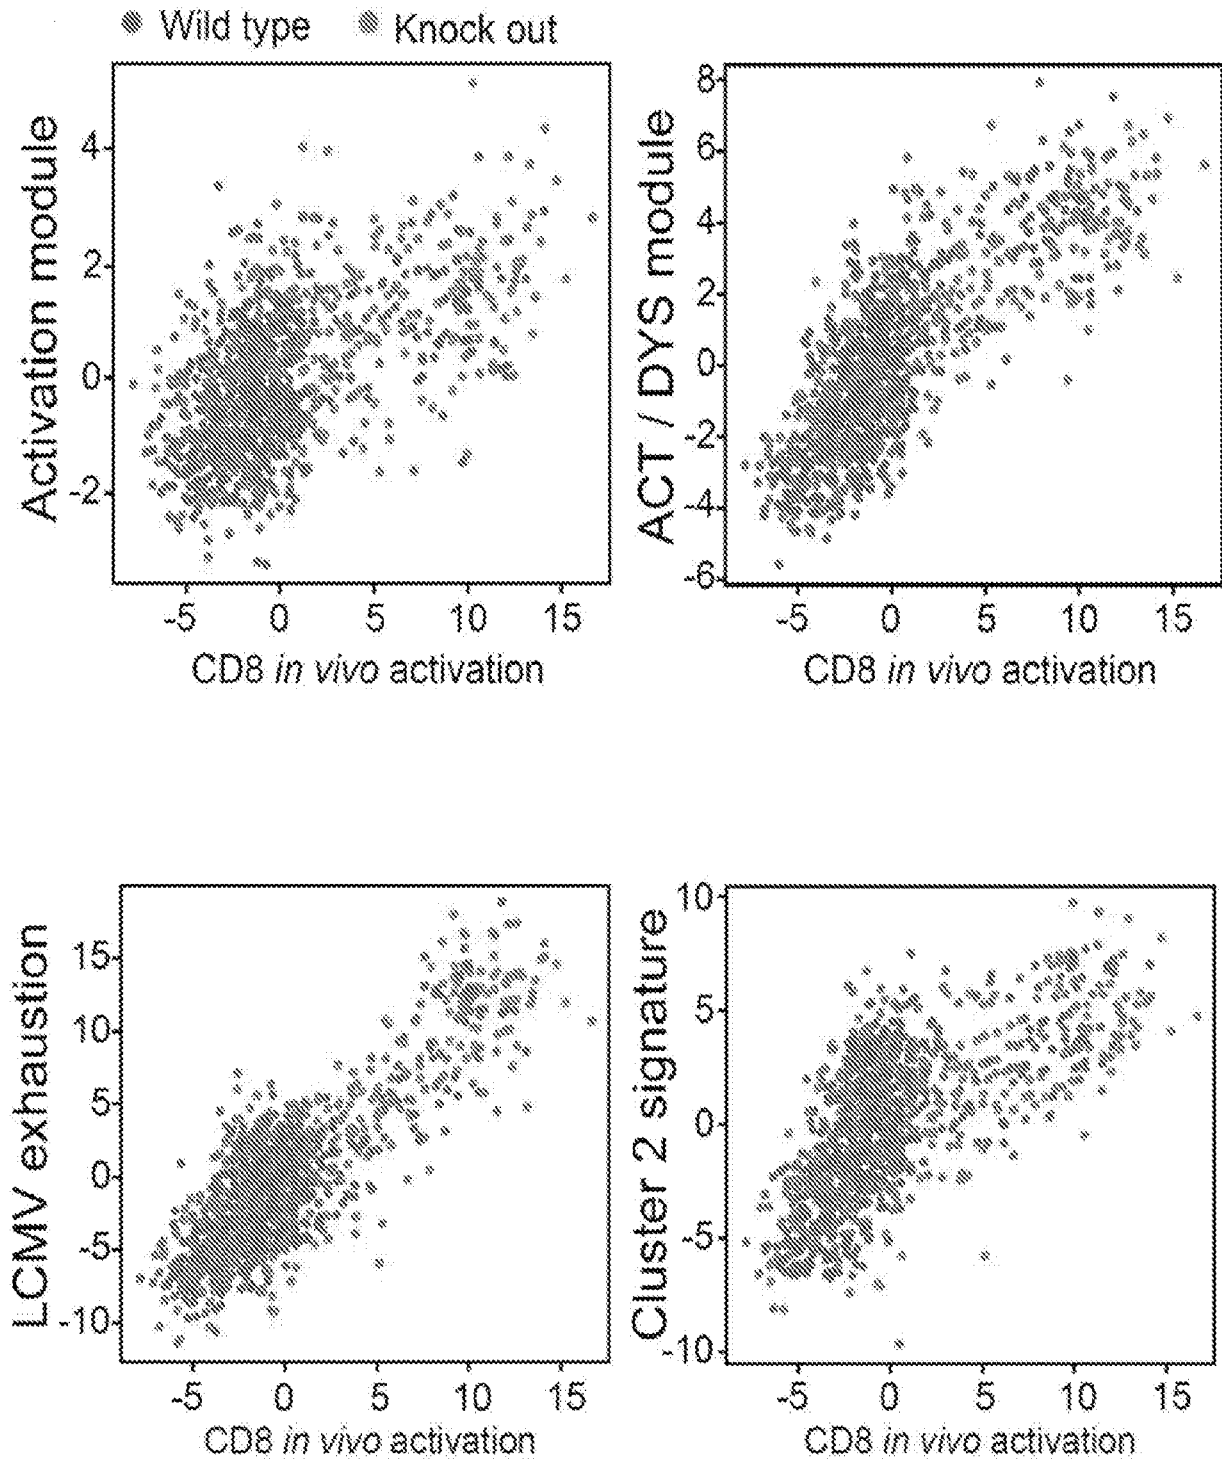 Wild type Knock out
Activation module
4
2
0
-2
-5 0 5 10 15
CD8 in vivo activation
ACT / DYS module
8
6
4
2
0
-2
-4
-6
-5 0 5 10 15
CD8 in vivo activation
LCMV exhaustion
15
10
5
0
-5
-10
-5 0 5 10 15
CD8 in vivo activation
Cluster 2 signature
10
5
0
-5
-10
-5 0 5 10 15
CD8 in vivo activation